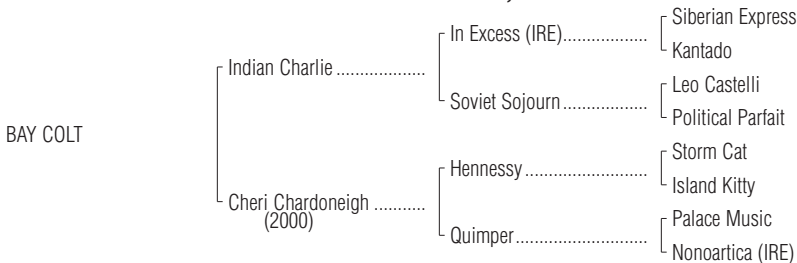 Siberian Express
In Excess (IRE)..................
Kantado
Indian Charlie ...................
Leo Castelli
Soviet Sojourn..................
Political Parfait
BAY COLT
Storm Cat
Hennessy..........................
Island Kitty
Cheri Chardoneigh ...........
(2000)
Palace Music
Quimper............................
Nonoartica (IRE)